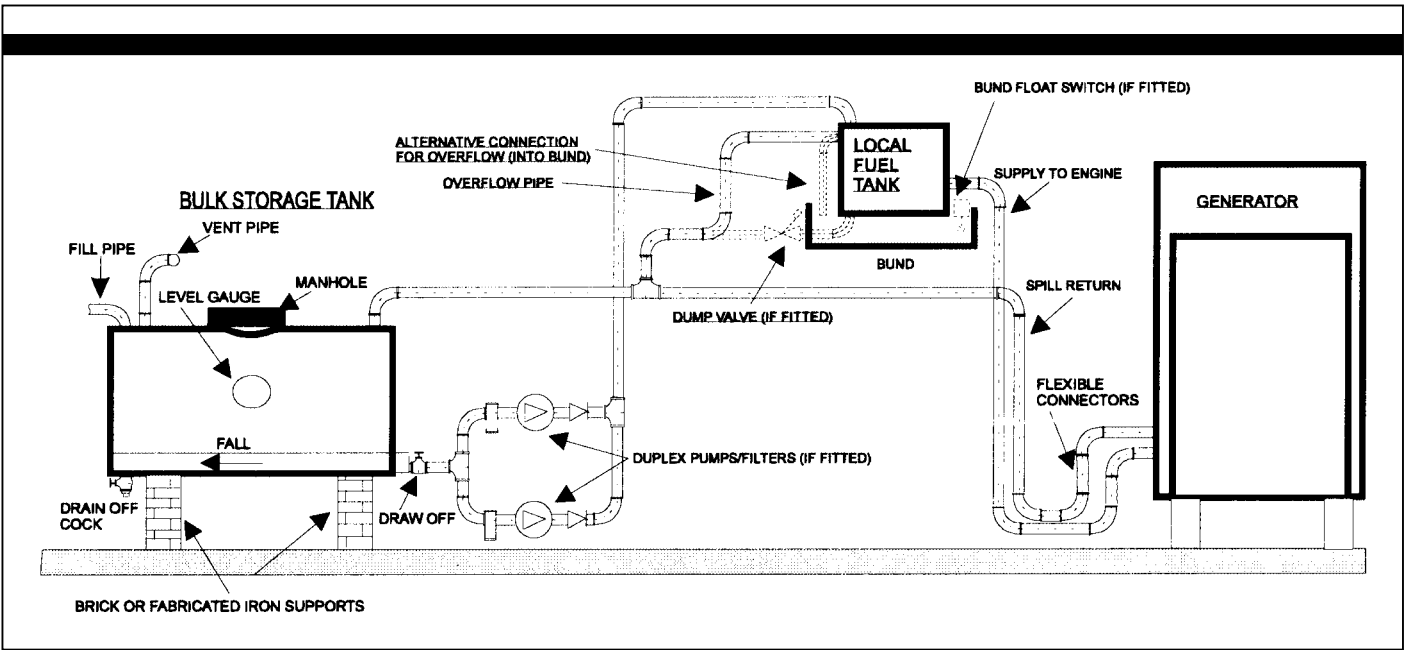 BUND FLOAT SWITCH (IF FITTED)
ALTERNATIVE CONNECTION
FOR OVERFLOW (INTO BUND)
OVERFLOW PIPE
LOCAL
FUEL
TANK
SUPPLY TO ENGINE
GENERATOR
BULK STORAGE TANK
VENT PIPE
FILL PIPE
LEVEL GAUGE
MANHOLE
BUND
SPILL RETURN
DUMP VALVE (IF FITTED)
FLEXIBLE
CONNECTORS
FALL
DUPLEX PUMPS/FILTERS (IF FITTED)
DRAIN OFF
COCK
DRAW OFF
BRICK OR FABRICATED IRON SUPPORTS